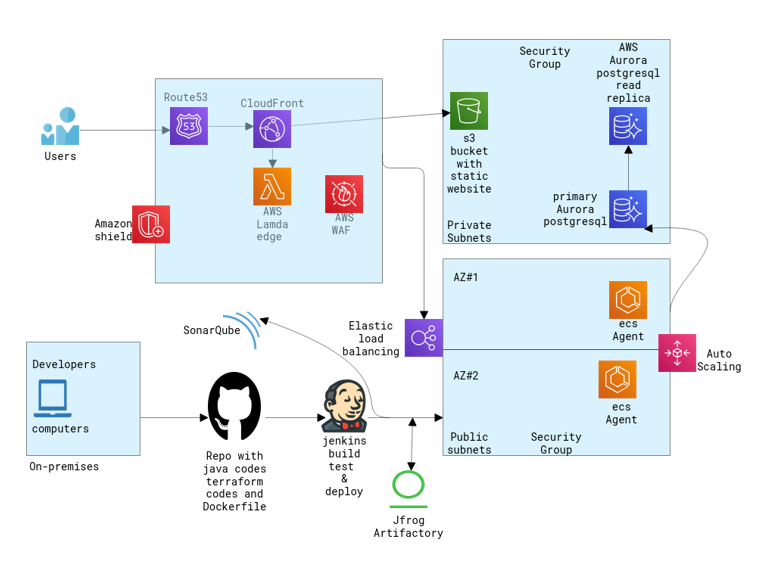 Security
Group
AWS
Aurora
postgresql
read
replica
Route53
53
CloudFront
Users
s3
bucket
with
static
website
primary
Aurora
postgresql
AWS
Lamda
edge
AWS
WAF
Amazon
shield
Private
Subnets
AZ#1
ecs
Agent
SonarQube
Elastic
load
balancing
Auto
Scaling
AZ#2
ecs
Agent
Developers
computers
On-premises
Repo with
java codes
terraform
codes and
Dockerfile
jenkins
build
test
&
deploy
Public
subnets
Security
Group
Jfrog
Artifactory